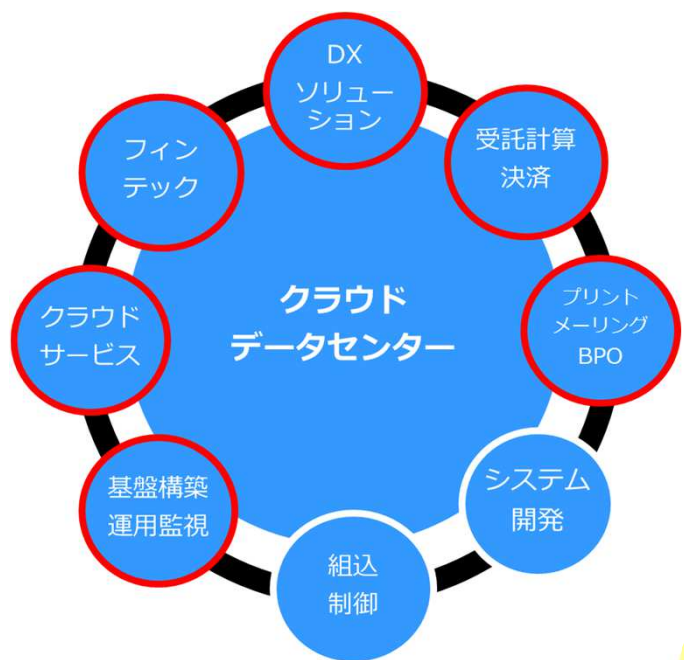 DX
ソリュー
ション
フィン
テック
受託計算
決済
クラウド
サービス
クラウド
データセンター
プリント
メーリング
BPO
基盤構築
運用監視
システム
開発
組込
制御